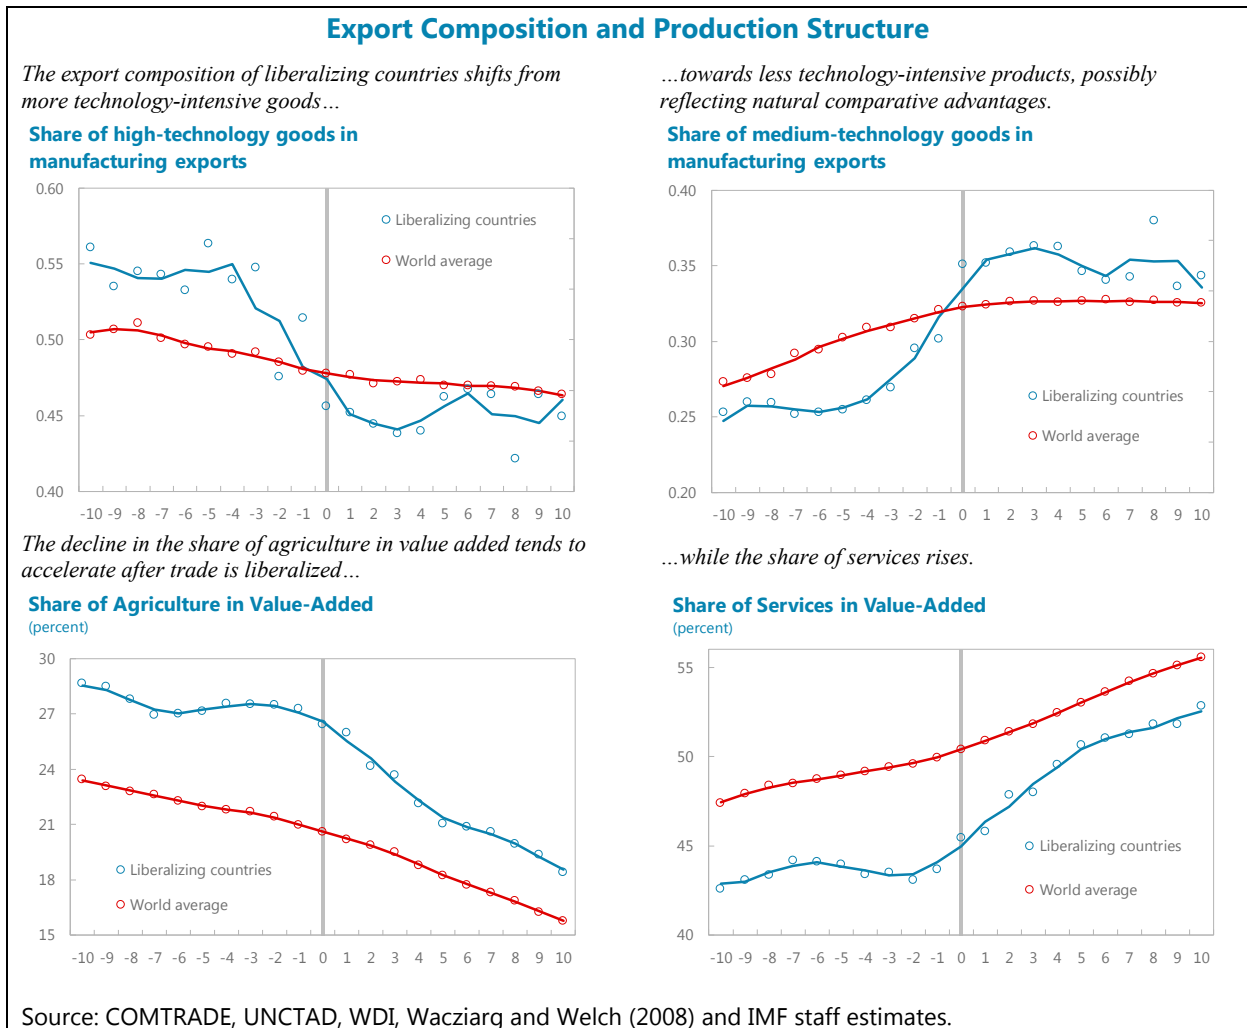 Export Composition and Production Structure
The export composition of liberalizing countries shifts from
more technology-intensive goods…
Share of high-technology goods in
manufacturing exports
0.60
0.55
0.50
0.45
0.40
Liberalizing countries
World average
-10 -9 -8 -7 -6 -5 -4 -3 -2 -1 0 1 2 3 4 5 6 7 8 9 10
…towards less technology-intensive products, possibly
reflecting natural comparative advantages.
Share of medium-technology goods in
manufacturing exports
0.40
0.35
0.30
0.25
0.20
Liberalizing countries
World average
-10 -9 -8 -7 -6 -5 -4 -3 -2 -1 0 1 2 3 4 5 6 7 8 9 10
The decline in the share of agriculture in value added tends to
accelerate after trade is liberalized…
Share of Agriculture in Value-Added
(percent)
30
27
24
21
18
15
Liberalizing countries
World average
-10 -9 -8 -7 -6 -5 -4 -3 -2 -1 0 1 2 3 4 5 6 7 8 9 10
…while the share of services rises.
Share of Services in Value-Added
(percent)
55
50
45
40
Liberalizing countries
World average
-10 -9 -8 -7 -6 -5 -4 -3 -2 -1 0 1 2 3 4 5 6 7 8 9 10
Source: COMTRADE, UNCTAD, WDI, Wacziarg and Welch (2008) and IMF staff estimates.